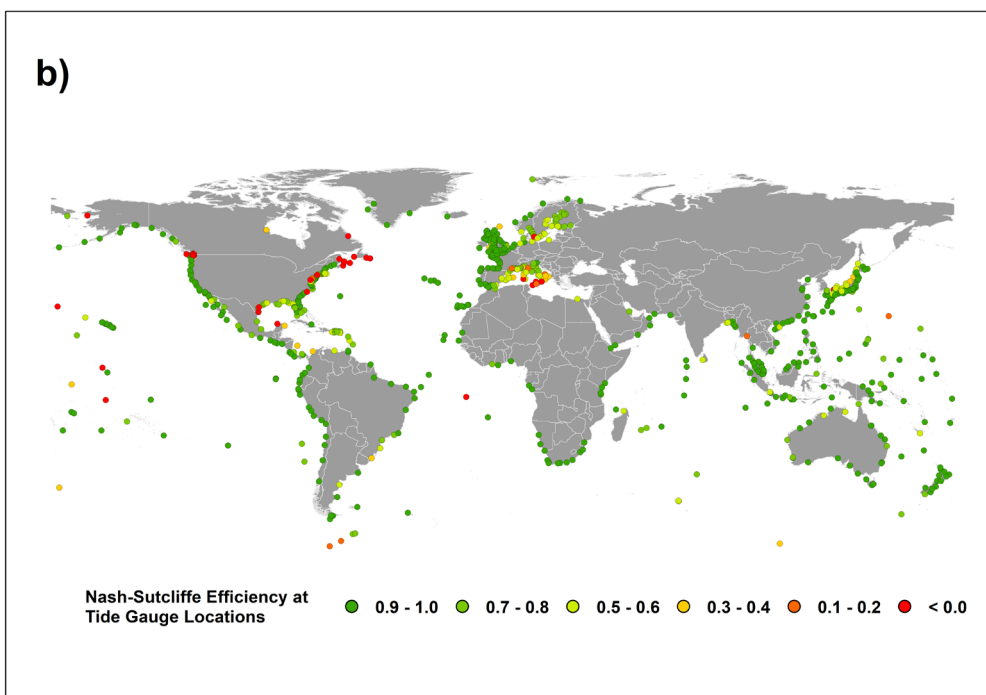 b)
Nash-Sutcliffe Efficiency at
Tide Gauge Locations
0.9 - 1.0
0.7 - 0.8
0.5 - 0.6
0.3 - 0.4
0.1 - 0.2
< 0.0